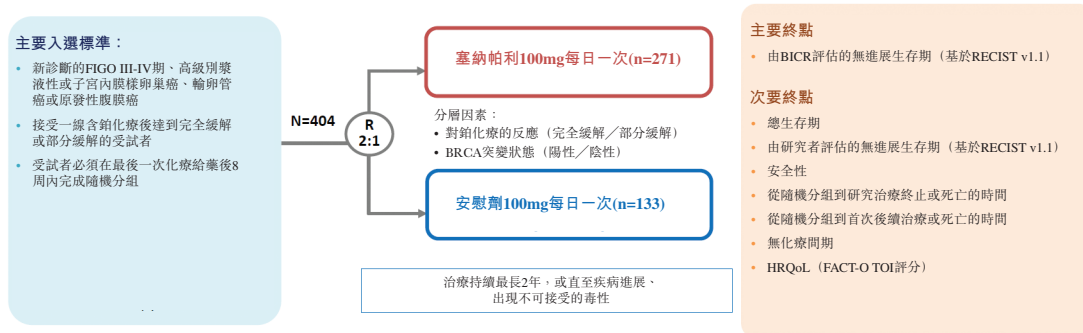 主要入選標準：
• 新診斷的FIGO III-IV期、高級別漿
液性或子宮內膜樣卵巢癌、輸卵管
癌或原發性腹膜癌
• 接受一線含鉑化療後達到完全緩解
或部分緩解的受試者
• 受試者必須在最後一次化療給藥後8
周內完成隨機分組
N=404
R
2:1
塞納帕利100mg每日一次(n=271)
分層因素：
• 對鉑化療的反應（完全緩解／部分緩解）
• BRCA突變狀態（陽性／陰性）
安慰劑100mg每日一次(n=133)
治療持續最長2年，或直至疾病進展、
出現不可接受的毒性
主要終點
• 由BICR評估的無進展生存期（基於RECIST v1.1）
次要終點
• 總生存期
• 由研究者評估的無進展生存期（基於RECIST v1.1）
• 安全性
• 從隨機分組到研究治療終止或死亡的時間
• 從隨機分組到首次後續治療或死亡的時間
• 無化療間期
• HRQoL（FACT-O TOI評分）